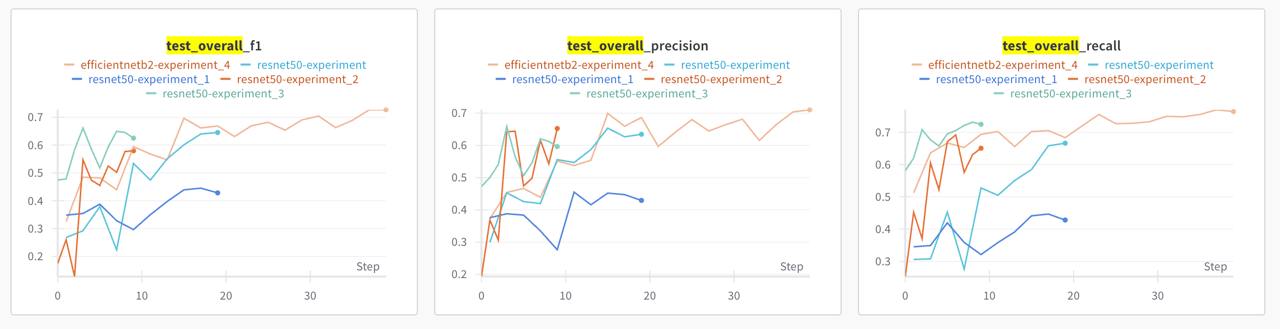 test_overall_f1
efficientnetb2-experiment_4 resnet50-experiment
resnet50-experiment_1 resnet50-experiment_2
resnet50-experiment_3
0.7
0.6
0.5
0.4
0.3
0.2
Step
0 10 20 30
test_overall_precision
efficientnetb2-experiment_4 resnet50-experiment
resnet50-experiment_1 resnet50-experiment_2
resnet50-experiment_3
0.7
0.6
0.5
0.4
0.3
0.2
Step
0 10 20 30
test_overall_recall
efficientnetb2-experiment_4 resnet50-experiment
resnet50-experiment_1 resnet50-experiment_2
resnet50-experiment_3
0.7
0.6
0.5
0.4
0.3
Step
0 10 20 30